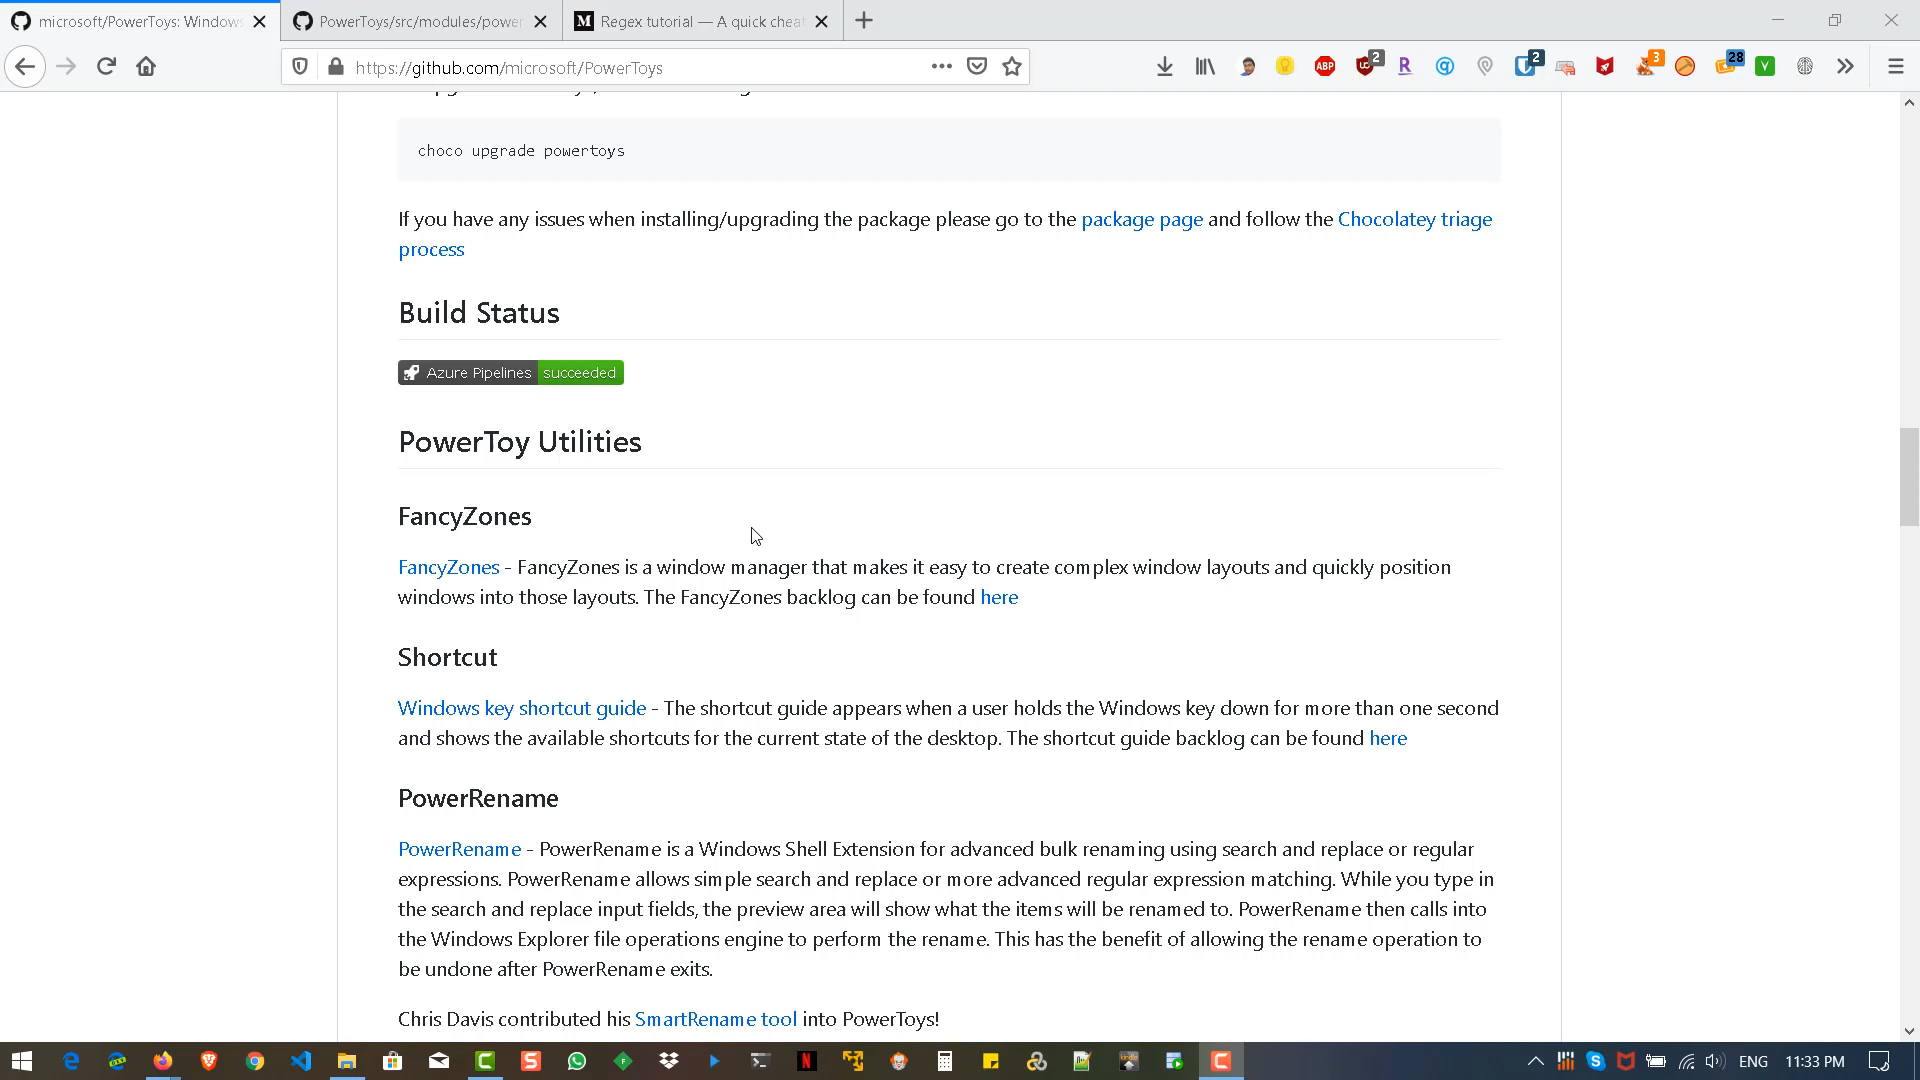 microsoft/PowerToys: Windows
PowerToys/src/modules/power
Regex tutorial — A quick cheat
https://github.com/microsoft/PowerToys
ABP
2
2
3
28
choco upgrade powertoys
If you have any issues when installing/upgrading the package please go to the package page and follow the Chocolatey triage
process
Build Status
Azure Pipelines succeeded
PowerToy Utilities
FancyZones
FancyZones - FancyZones is a window manager that makes it easy to create complex window layouts and quickly position
windows into those layouts. The FancyZones backlog can be found here
Shortcut
Windows key shortcut guide - The shortcut guide appears when a user holds the Windows key down for more than one second
and shows the available shortcuts for the current state of the desktop. The shortcut guide backlog can be found here
PowerRename
PowerRename - PowerRename is a Windows Shell Extension for advanced bulk renaming using search and replace or regular
expressions. PowerRename allows simple search and replace or more advanced regular expression matching. While you type in
the search and replace input fields, the preview area will show what the items will be renamed to. PowerRename then calls into
the Windows Explorer file operations engine to perform the rename. This has the benefit of allowing the rename operation to
be undone after PowerRename exits.
Chris Davis contributed his SmartRename tool into PowerToys!
ENG 11:33 PM